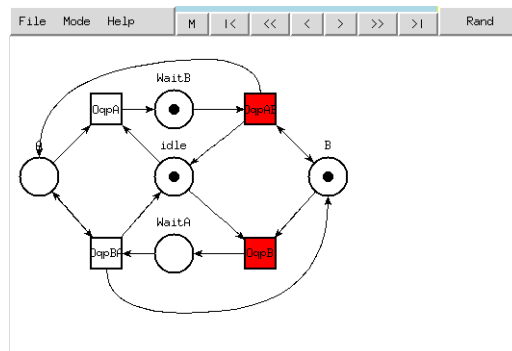 File Mode Help M |< << < > >> >| Rand
WaitB
OqpA OqpAB
A idle B
WaitA
OqpBA OqpB